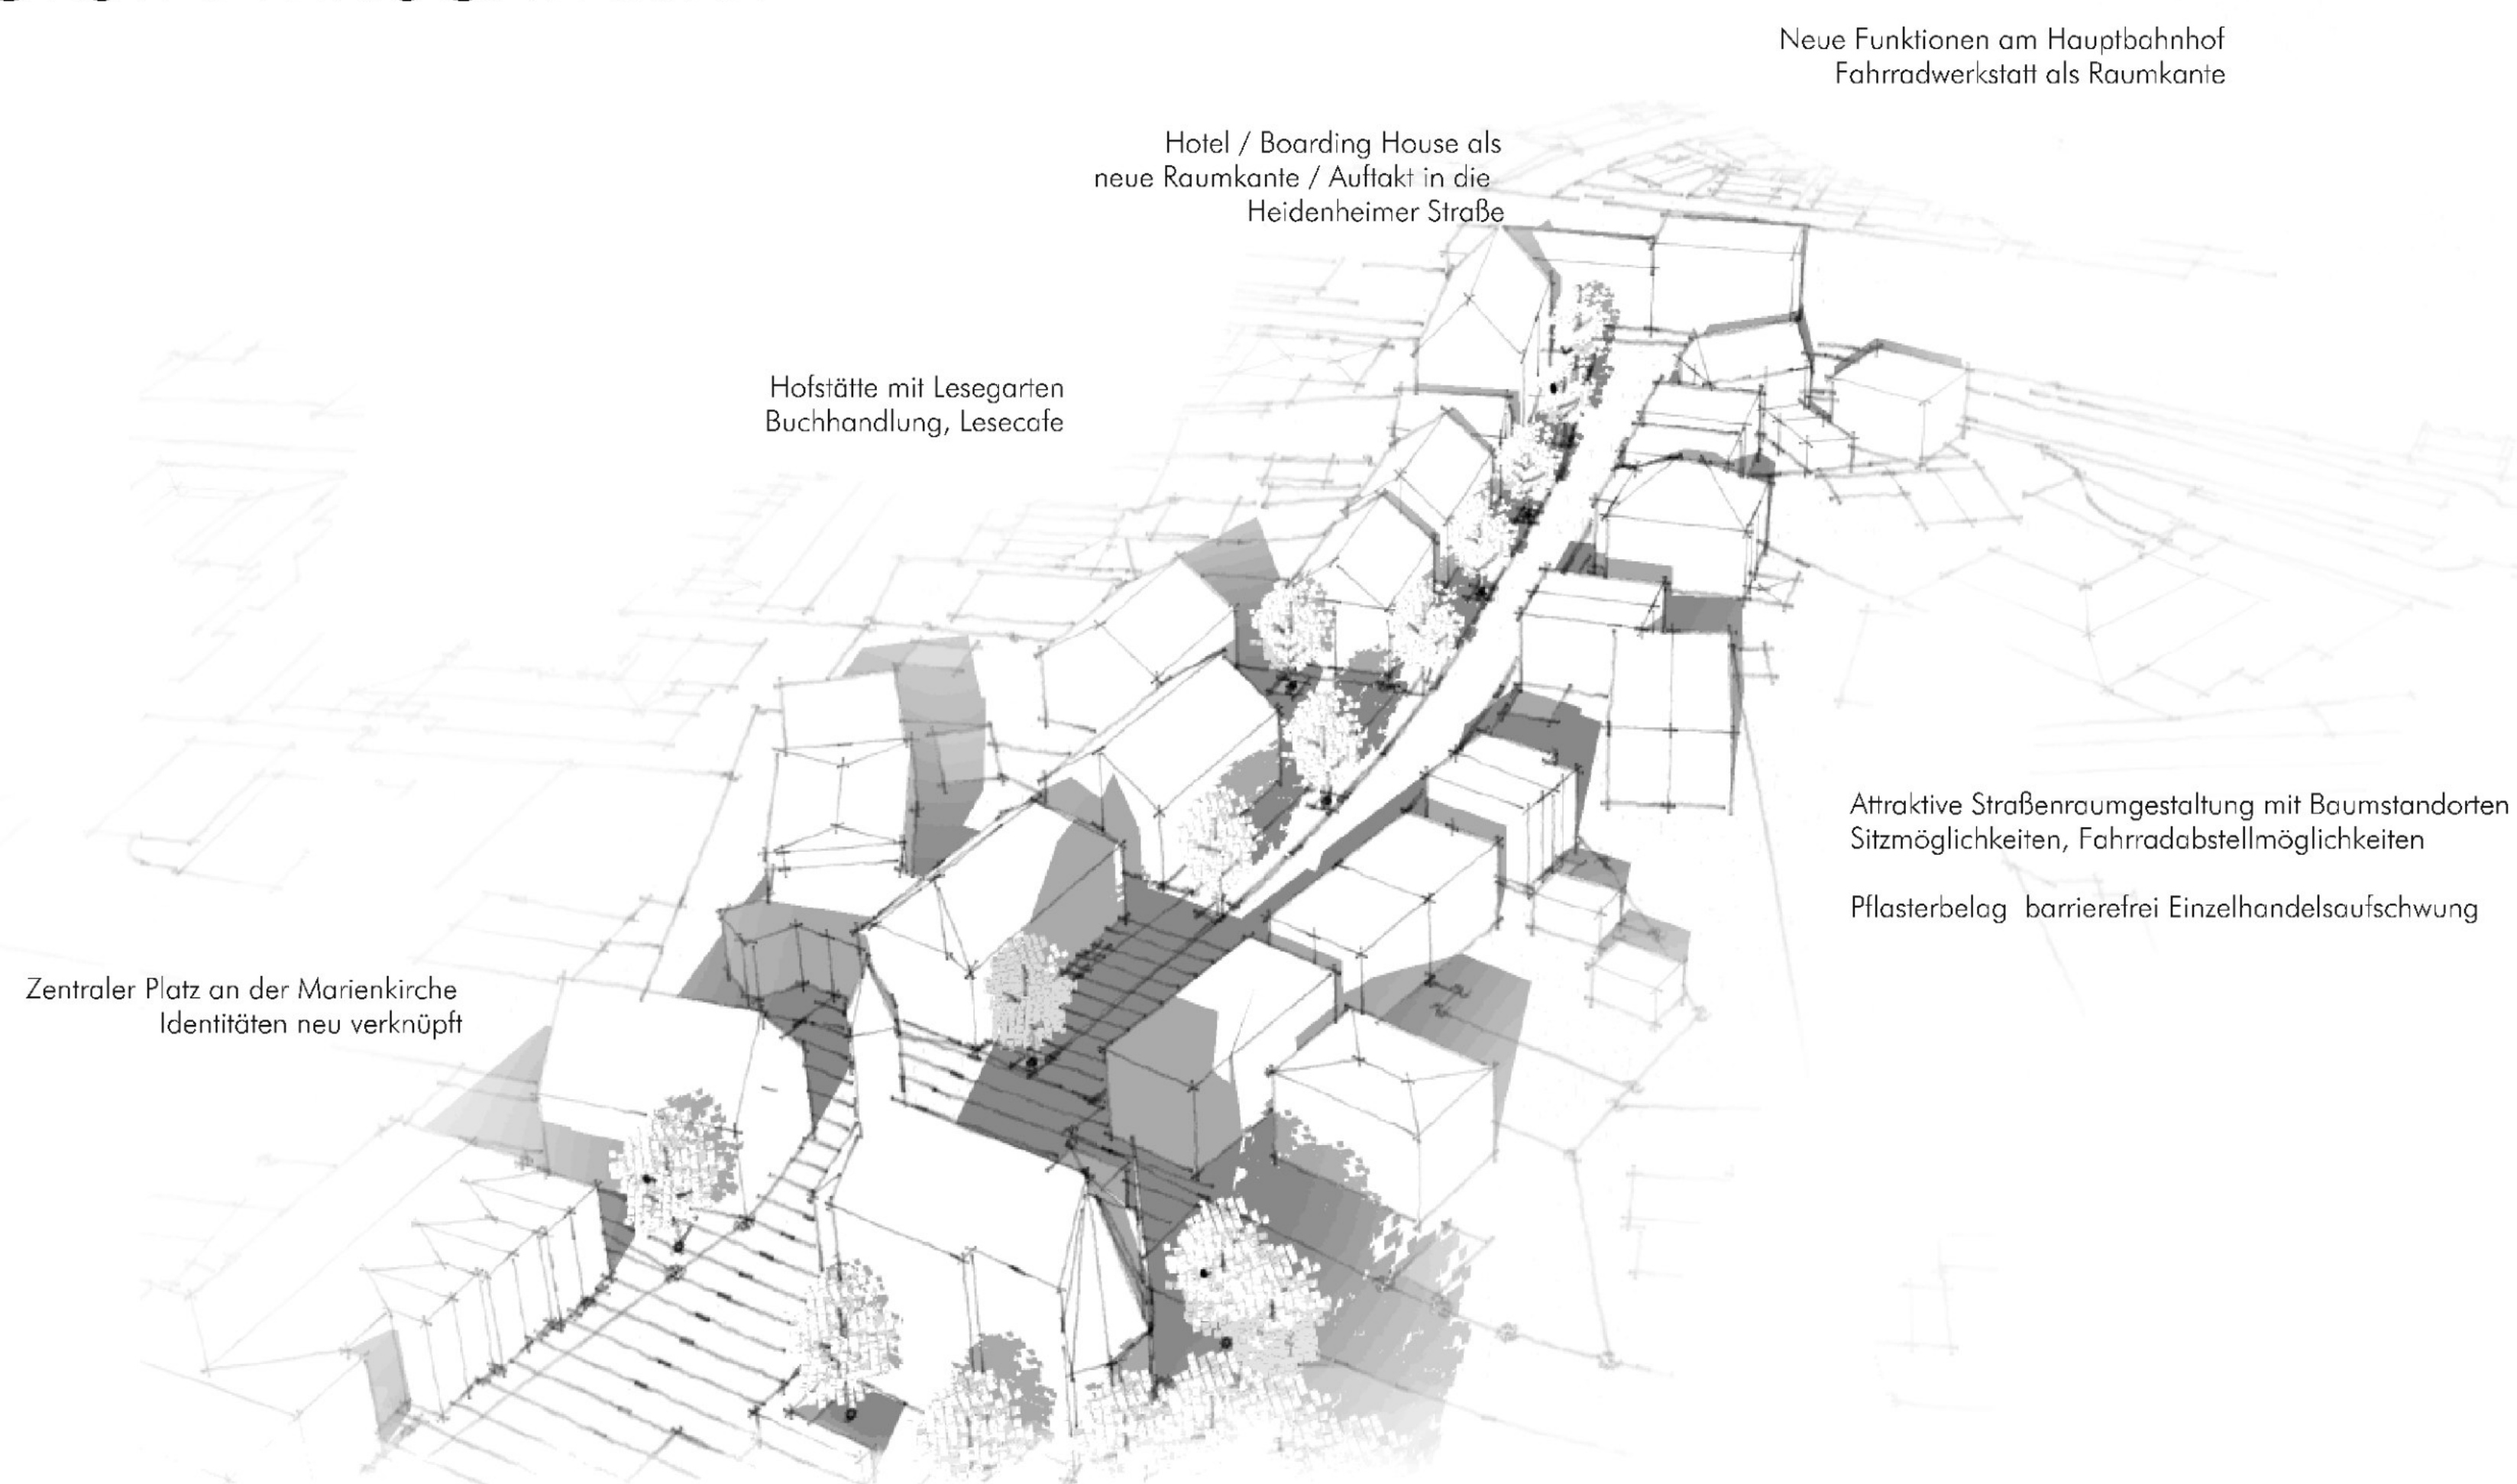 Neue Funktionen am Hauptbahnhof
Fahrradwerkstatt als Raumkante
Hotel / Boarding House als
neue Raumkante / Auftakt in die
Heidenheimer Straße
Hofstätte mit Lesegarten
Buchhandlung, Lesecafe
Attraktive Straßenraumgestaltung mit Baumstandorten
Sitzmöglichkeiten, Fahrradabstellmöglichkeiten
Pflasterbelag barrierefrei Einzelhandelsaufschwung
Zentraler Platz an der Marienkirche
Identitäten neu verknüpft